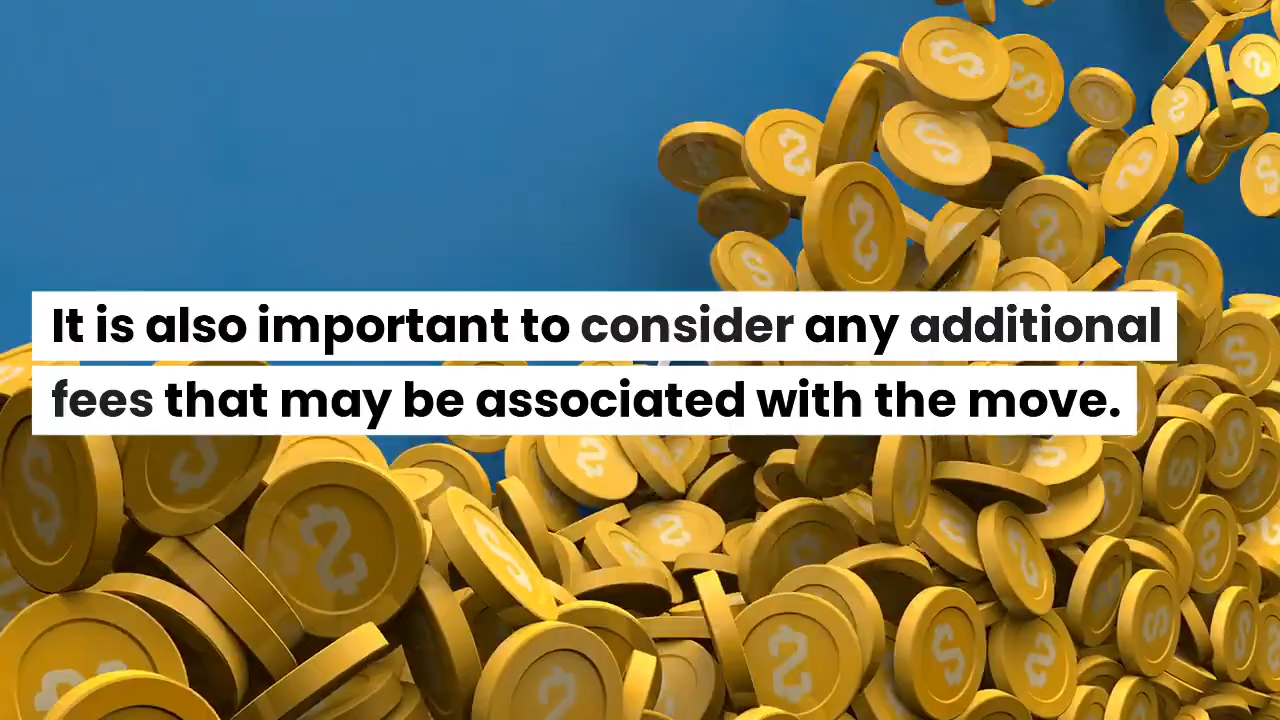 It is also important to consider any additional
fees that may be associated with the move.